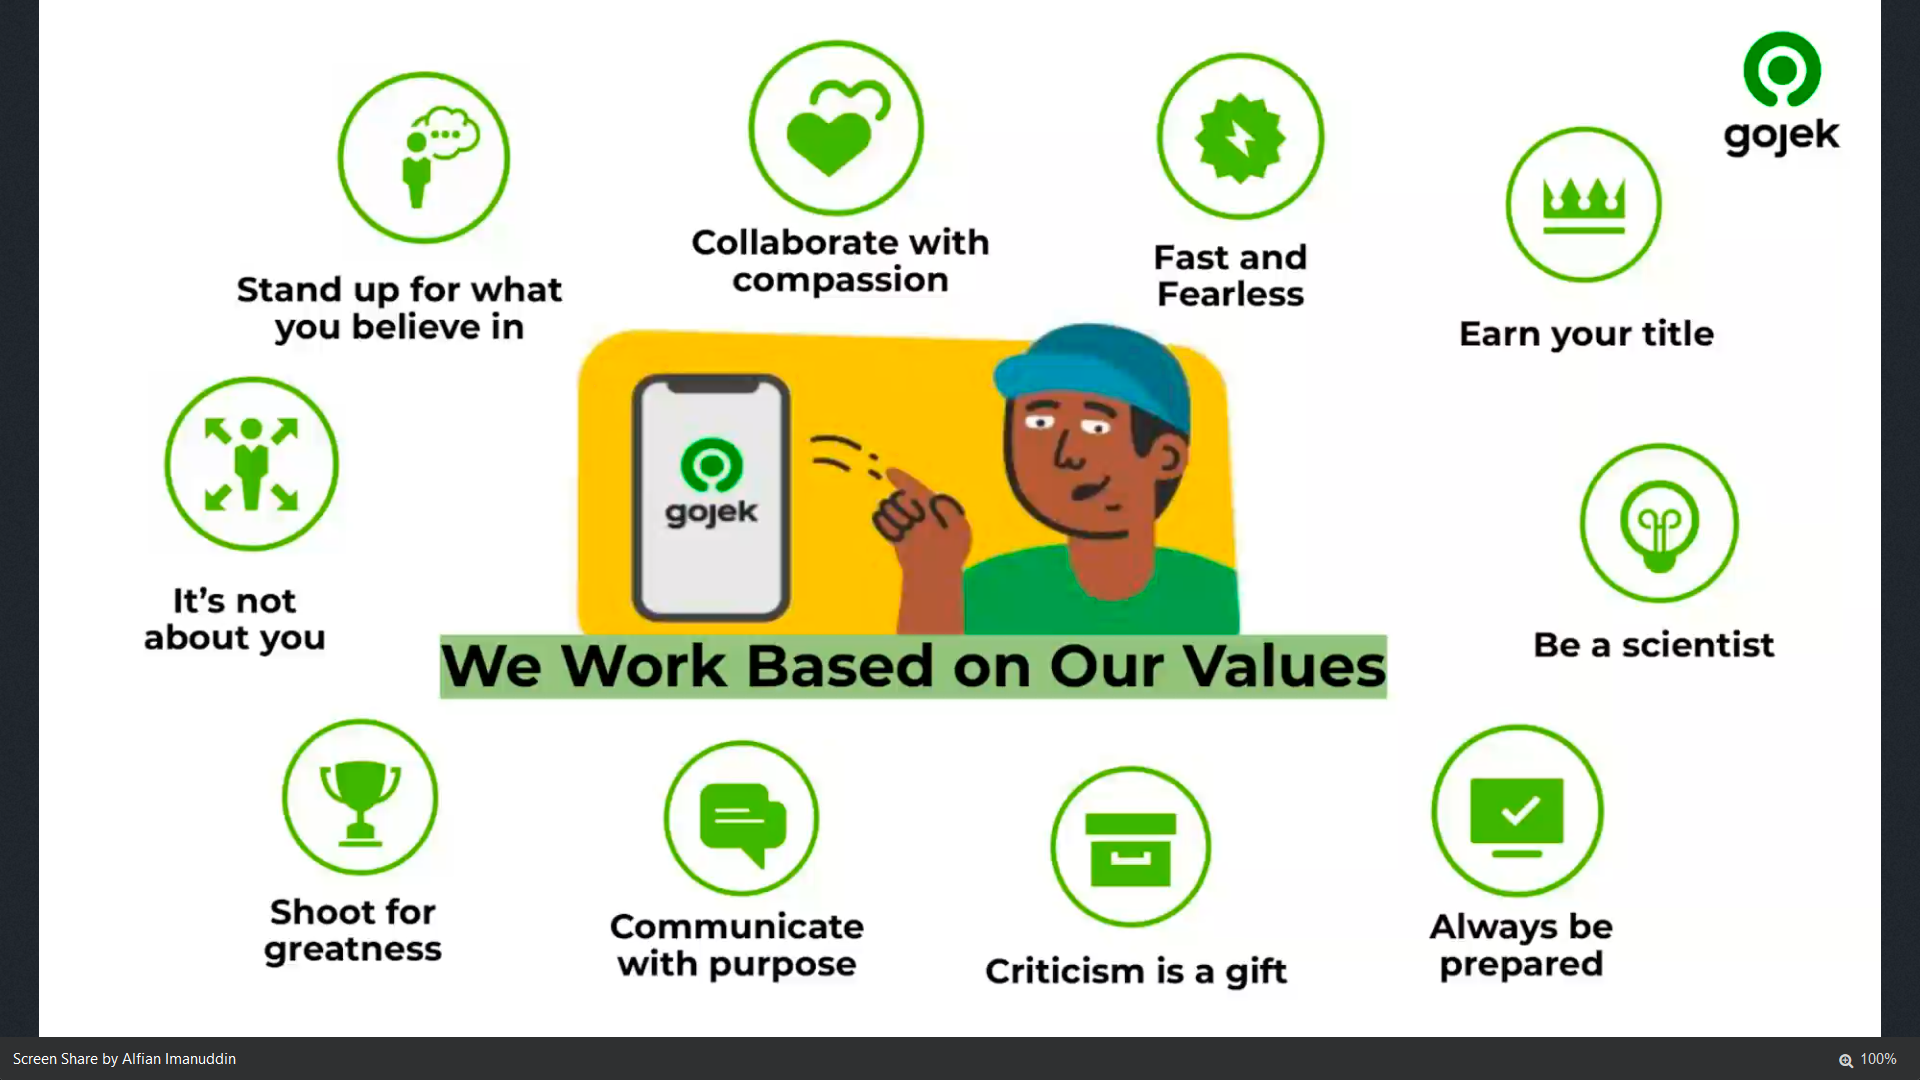 gojek
Stand up for what
you believe in
Collaborate with
compassion
Fast and
Fearless
Earn your title
It's not
about you
gojek
Be a scientist
We Work Based on Our Values
Shoot for
greatness
Communicate
with purpose
Criticism is a gift
Always be
prepared
Screen Share by Alfian Imanuddin
100%